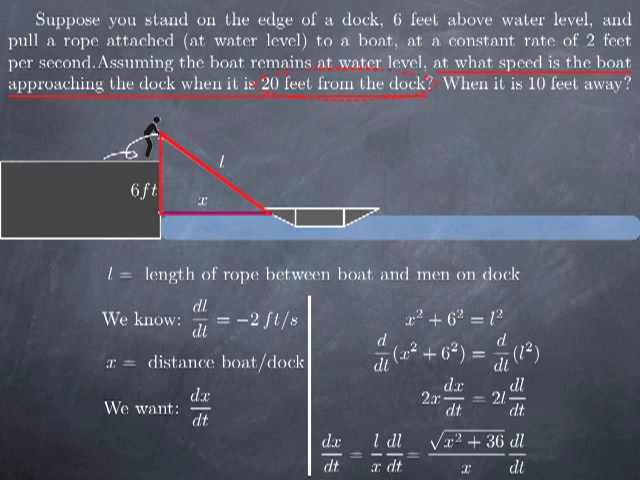 Suppose you stand on the edge of a dock, 6 feet above water level, and
pull a rope attached (at water level) to a boat, at a constant rate of 2 feet
per second.Assuming the boat remains at water level, at what speed is the boat
approaching the dock when it is 20 feet from the dock? When it is 10 feet away?
l
6ft
x
l = length of rope between boat and men on dock
We know: dl/dt = −2 ft/s
x = distance boat/dock
We want: dx/dt
x² + 6² = l²
d/dt (x² + 6²) = d/dt (l²)
2x dx/dt = 2l dl/dt
dx/dt = l/x dl/dt = √(x² + 36)/x dl/dt